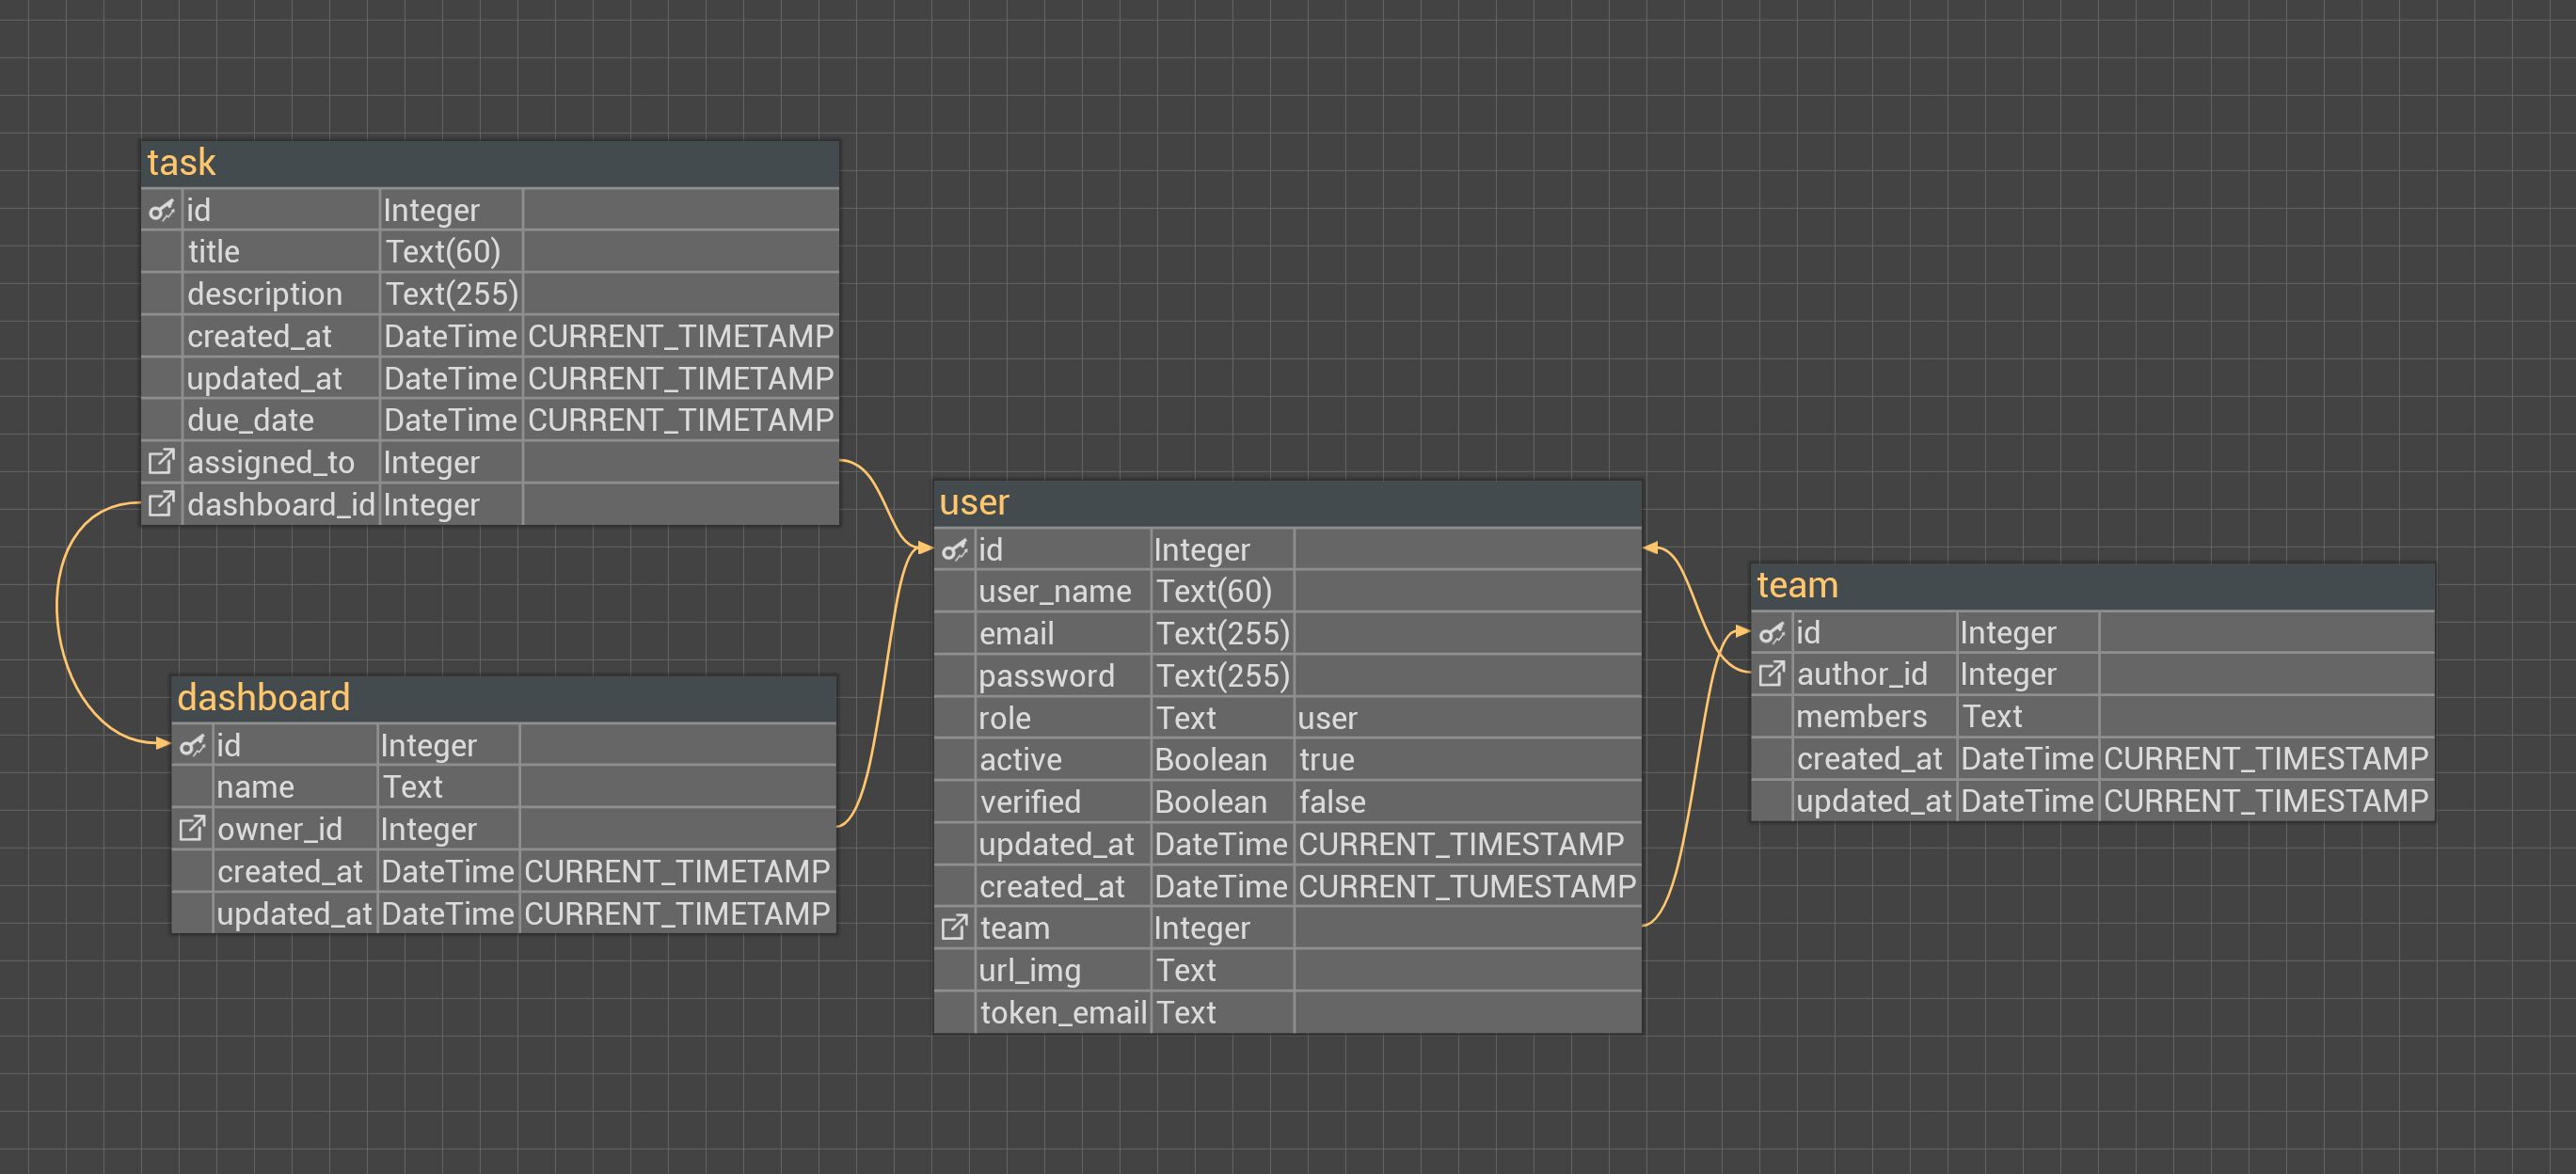 task
id Integer
title Text(60)
description Text(255)
created_at DateTime CURRENT_TIMETAMP
updated_at DateTime CURRENT_TIMETAMP
due_date DateTime CURRENT_TIMETAMP
assigned_to Integer
dashboard_id Integer
dashboard
id Integer
name Text
owner_id Integer
created_at DateTime CURRENT_TIMETAMP
updated_at DateTime CURRENT_TIMETAMP
user
id Integer
user_name Text(60)
email Text(255)
password Text(255)
role Text user
active Boolean true
verified Boolean false
updated_at DateTime CURRENT_TIMESTAMP
created_at DateTime CURRENT_TUMESTAMP
team Integer
url_img Text
token_email Text
team
id Integer
author_id Integer
members Text
created_at DateTime CURRENT_TIMESTAMP
updated_at DateTime CURRENT_TIMESTAMP